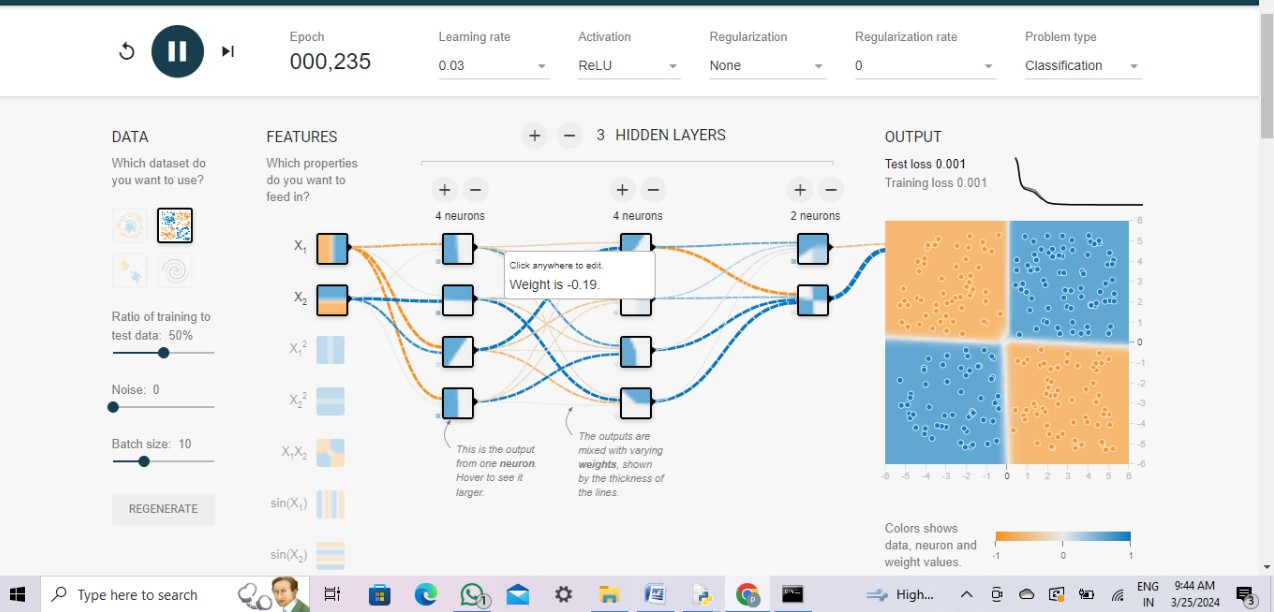 Epoch
000,235
Learning rate
0.03
Activation
ReLU
Regularization
None
Regularization rate
0
Problem type
Classification
DATA
Which dataset do
you want to use?
Ratio of training to
test data: 50%
Noise: 0
Batch size: 10
REGENERATE
FEATURES
Which properties
do you want to
feed in?
X₁
X₂
X₁²
X₂²
X₁X₂
sin(X₁)
sin(X₂)
+ − 3 HIDDEN LAYERS
+ −
4 neurons
+ −
4 neurons
+ −
2 neurons
Click anywhere to edit.
Weight is -0.19.
This is the output
from one neuron.
Hover to see it
larger.
The outputs are
mixed with varying
weights, shown
by the thickness of
the lines.
OUTPUT
Test loss 0.001
Training loss 0.001
6
5
4
3
2
1
0
-1
-2
-3
-4
-5
-6
-6 -5 -4 -3 -2 -1 0 1 2 3 4 5 6
Colors shows
data, neuron and
weight values.
-1 0 1
Type here to search
1
High...
ENG
IN
9:44 AM
3/25/2024
3